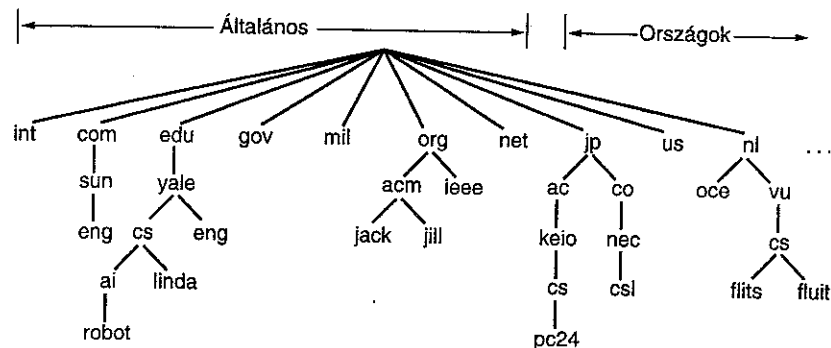 Általános Országok
int com edu gov mil org net jp us nl ...
sun yale acm ieee ac co oce vu
eng cs eng jack jill keio nec cs
ai linda cs csl flits fluit
robot pc24